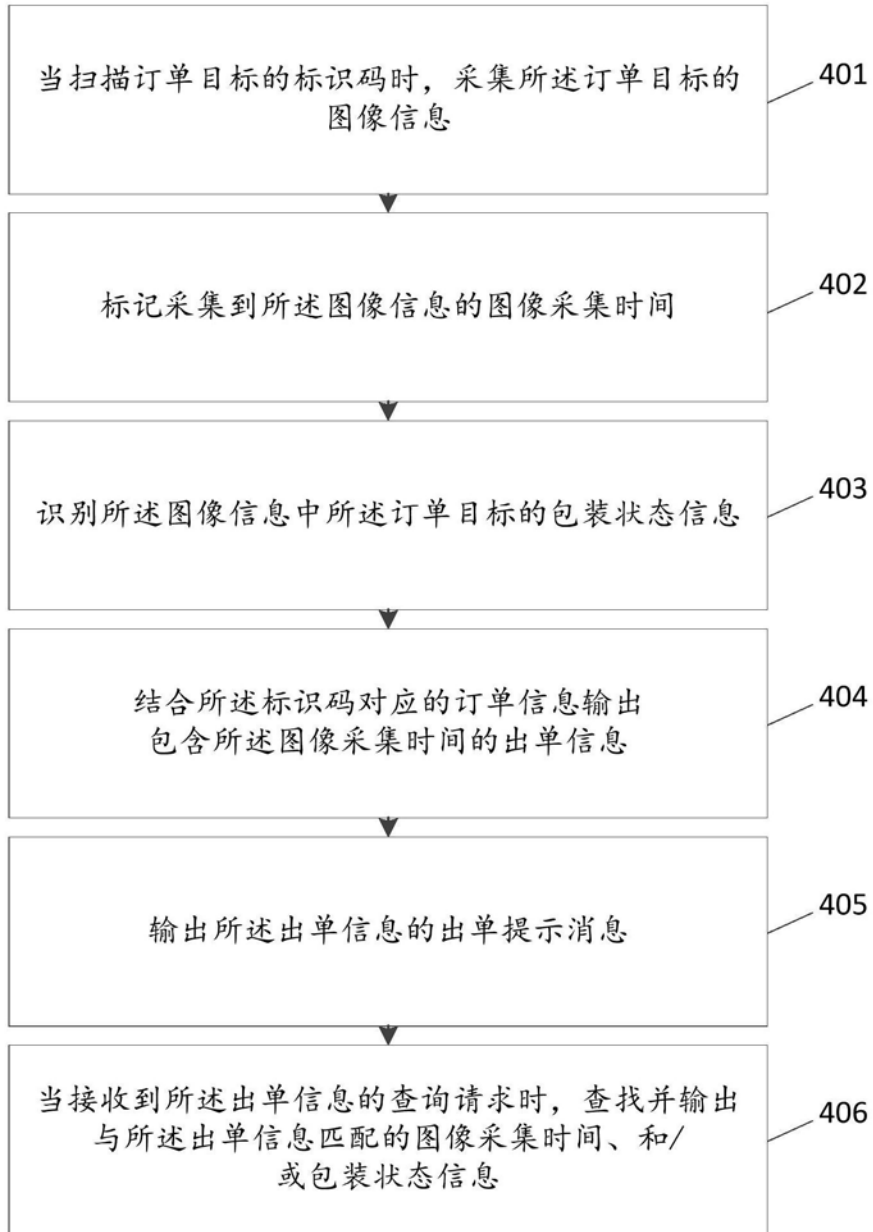 当扫描订单目标的标识码时，采集所述订单目标的
图像信息
401
标记采集到所述图像信息的图像采集时间
402
识别所述图像信息中所述订单目标的包装状态信息
403
结合所述标识码对应的订单信息输出
包含所述图像采集时间的出单信息
404
输出所述出单信息的出单提示消息
405
当接收到所述出单信息的查询请求时，查找并输出
与所述出单信息匹配的图像采集时间、和/
或包装状态信息
406